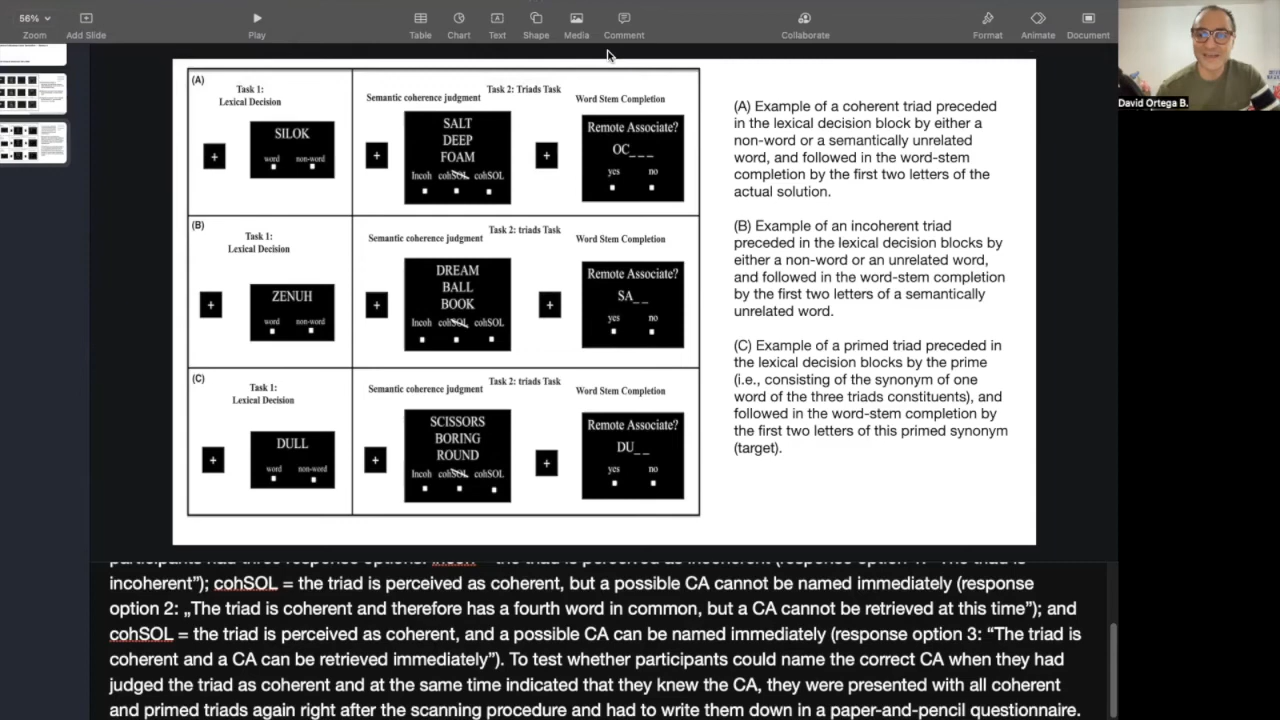 56%
Zoom
Add Slide
Play
Table
Chart
Text
Shape
Media
Comment
Collaborate
Format
Animate
Document
David Ortega B.
(A)
Task 1:
Lexical Decision
Task 2: Triads Task
Semantic coherence judgment
Word Stem Completion
+
SILOK
word non-word
+
SALT
DEEP
FOAM
Incoh cohSOL cohSOL
+
Remote Associate?
OC_ _ _
yes no
(B)
Task 1:
Lexical Decision
Task 2: triads Task
Semantic coherence judgment
Word Stem Completion
+
ZENUH
word non-word
+
DREAM
BALL
BOOK
Incoh cohSOL cohSOL
+
Remote Associate?
SA_ _
yes no
(C)
Task 1:
Lexical Decision
Task 2: triads Task
Semantic coherence judgment
Word Stem Completion
+
DULL
word non-word
+
SCISSORS
BORING
ROUND
Incoh cohSOL cohSOL
+
Remote Associate?
DU_ _
yes no
(A) Example of a coherent triad preceded
in the lexical decision block by either a
non-word or a semantically unrelated
word, and followed in the word-stem
completion by the first two letters of the
actual solution.
(B) Example of an incoherent triad
preceded in the lexical decision blocks by
either a non-word or an unrelated word,
and followed in the word-stem completion
by the first two letters of a semantically
unrelated word.
(C) Example of a primed triad preceded in
the lexical decision blocks by the prime
(i.e., consisting of the synonym of one
word of the three triads constituents), and
followed in the word-stem completion by
the first two letters of this primed synonym
(target).
incoherent”); cohSOL = the triad is perceived as coherent, but a possible CA cannot be named immediately (response
option 2: „The triad is coherent and therefore has a fourth word in common, but a CA cannot be retrieved at this time”); and
cohSOL = the triad is perceived as coherent, and a possible CA can be named immediately (response option 3: “The triad is
coherent and a CA can be retrieved immediately”). To test whether participants could name the correct CA when they had
judged the triad as coherent and at the same time indicated that they knew the CA, they were presented with all coherent
and primed triads again right after the scanning procedure and had to write them down in a paper-and-pencil questionnaire.